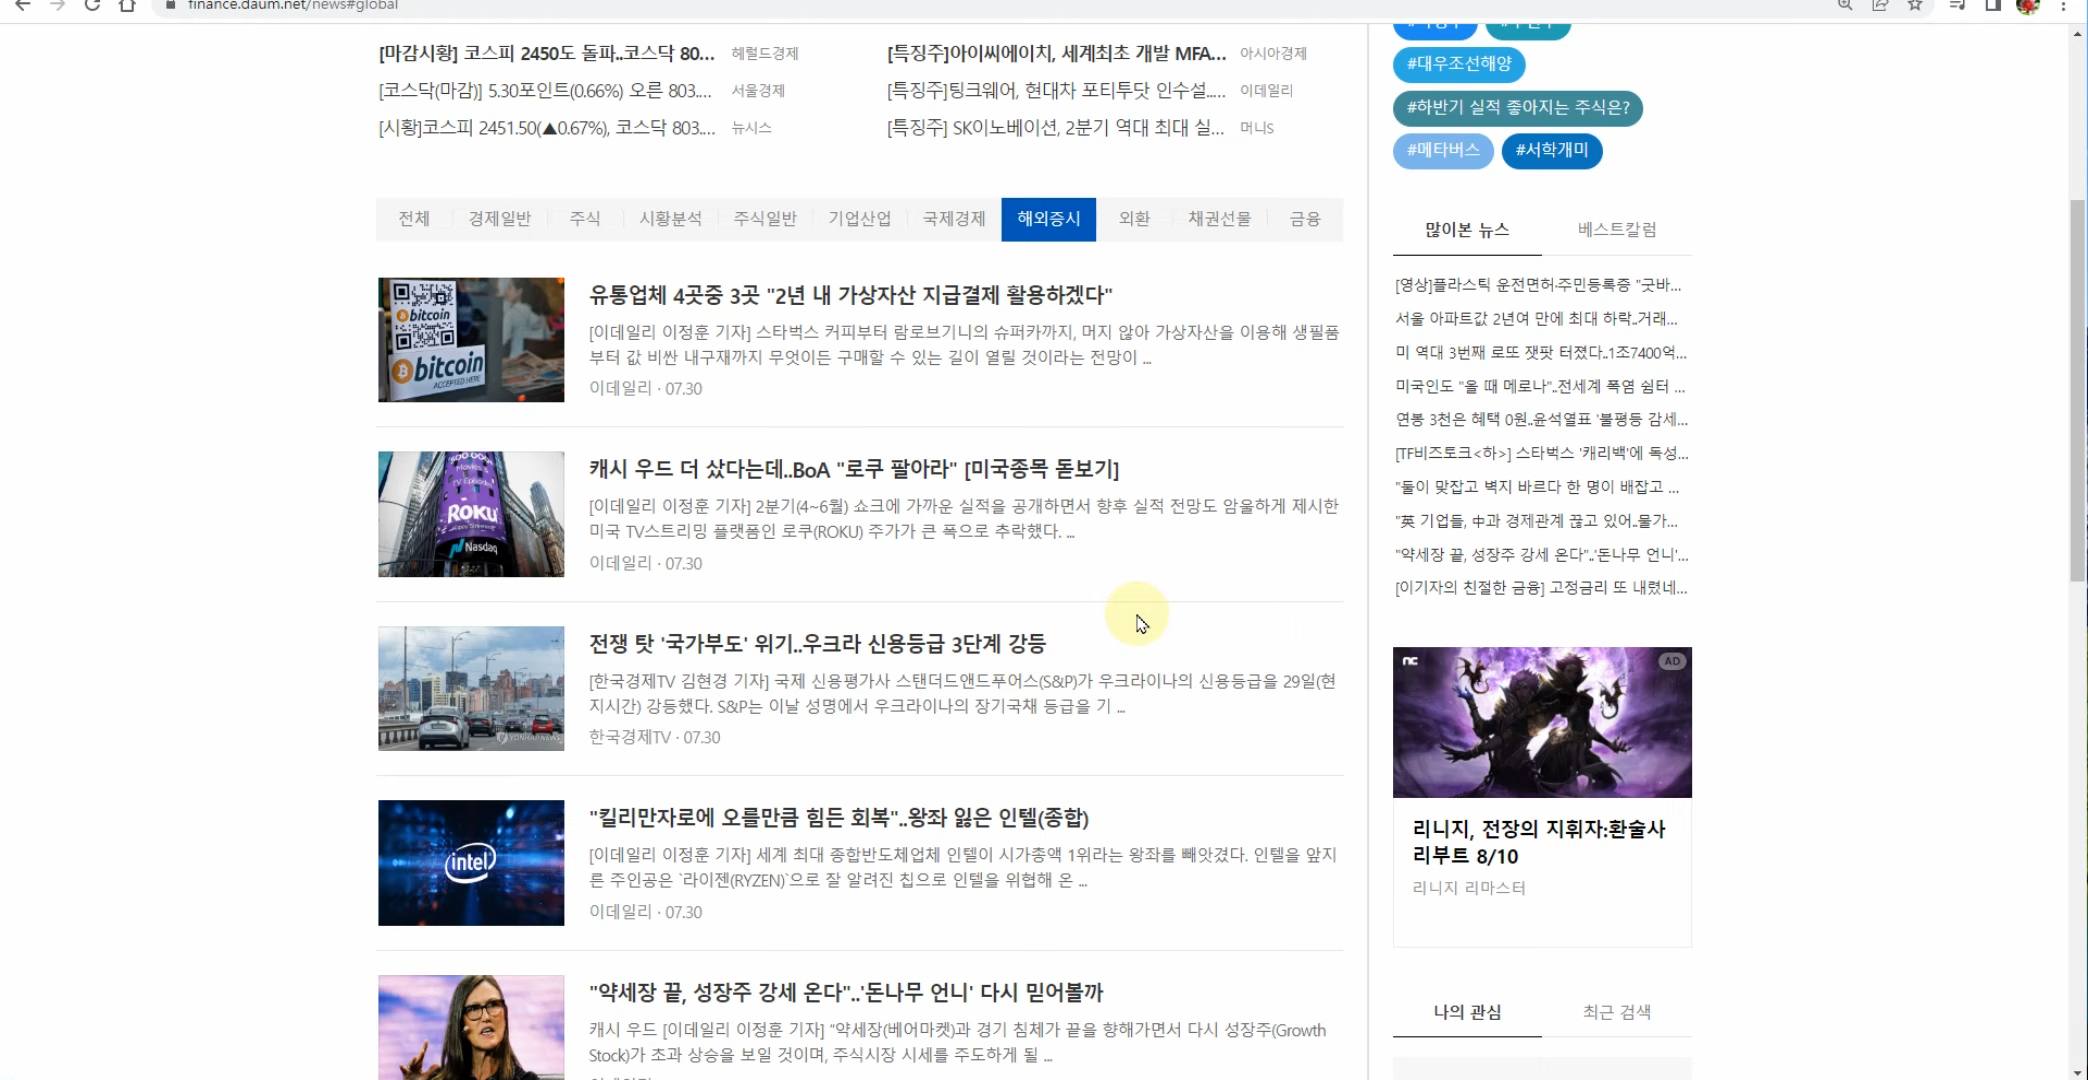 finance.daum.net/news#global
[마감시황] 코스피 2450도 돌파..코스닥 80... 헤럴드경제
[코스닥(마감)] 5.30포인트(0.66%) 오른 803.... 서울경제
[시황]코스피 2451.50(▲0.67%), 코스닥 803.... 뉴시스
[특징주]아이씨에이치, 세계최초 개발 MFA... 아시아경제
[특징주]팅크웨어, 현대차 포티투닷 인수설..... 이데일리
[특징주] SK이노베이션, 2분기 역대 최대 실... 머니S
#대우조선해양
#하반기 실적 좋아지는 주식은?
#메타버스 #서학개미
전체 경제일반 주식 시황분석 주식일반 기업산업 국제경제 해외증시 외환 채권선물 금융
bitcoin
bitcoin
ACCEPTED HERE
유통업체 4곳중 3곳 "2년 내 가상자산 지급결제 활용하겠다"
[이데일리 이정훈 기자] 스타벅스 커피부터 람로브기니의 슈퍼카까지, 머지 않아 가상자산을 이용해 생필품
부터 값 비싼 내구재까지 무엇이든 구매할 수 있는 길이 열릴 것이라는 전망이 ...
이데일리 · 07.30
Movies &
TV Episodes
ROKU
Nasdaq
캐시 우드 더 샀다는데..BoA "로쿠 팔아라" [미국종목 돋보기]
[이데일리 이정훈 기자] 2분기(4~6월) 쇼크에 가까운 실적을 공개하면서 향후 실적 전망도 암울하게 제시한
미국 TV스트리밍 플랫폼인 로쿠(ROKU) 주가가 큰 폭으로 추락했다. ...
이데일리 · 07.30
YONHAP NEWS
전쟁 탓 '국가부도' 위기..우크라 신용등급 3단계 강등
[한국경제TV 김현경 기자] 국제 신용평가사 스탠더드앤드푸어스(S&P)가 우크라이나의 신용등급을 29일(현
지시간) 강등했다. S&P는 이날 성명에서 우크라이나의 장기국채 등급을 기 ...
한국경제TV · 07.30
intel
"킬리만자로에 오를만큼 힘든 회복"..왕좌 잃은 인텔(종합)
[이데일리 이정훈 기자] 세계 최대 종합반도체업체 인텔이 시가총액 1위라는 왕좌를 빼앗겼다. 인텔을 앞지
른 주인공은 `라이젠(RYZEN)`으로 잘 알려진 칩으로 인텔을 위협해 온 ...
이데일리 · 07.30
"약세장 끝, 성장주 강세 온다"..'돈나무 언니' 다시 믿어볼까
캐시 우드 [이데일리 이정훈 기자] “약세장(베어마켓)과 경기 침체가 끝을 향해가면서 다시 성장주(Growth
Stock)가 초과 상승을 보일 것이며, 주식시장 시세를 주도하게 될 ...
많이본 뉴스 베스트칼럼
[영상]플라스틱 운전면허·주민등록증 "굿바...
서울 아파트값 2년여 만에 최대 하락..거래...
미 역대 3번째 로또 잭팟 터졌다..1조7400억...
미국인도 "올 때 메로나"..전세계 폭염 쉼터 ...
연봉 3천은 혜택 0원..윤석열표 '불평등 감세...
[TF비즈토크<하>] 스타벅스 '캐리백'에 독성...
"둘이 맞잡고 벽지 바르다 한 명이 배잡고 ...
"英 기업들, 中과 경제관계 끊고 있어..물가...
"약세장 끝, 성장주 강세 온다"..'돈나무 언니'...
[이기자의 친절한 금융] 고정금리 또 내렸네...
nc
AD
리니지, 전장의 지휘자:환술사
리부트 8/10
리니지 리마스터
나의 관심 최근 검색